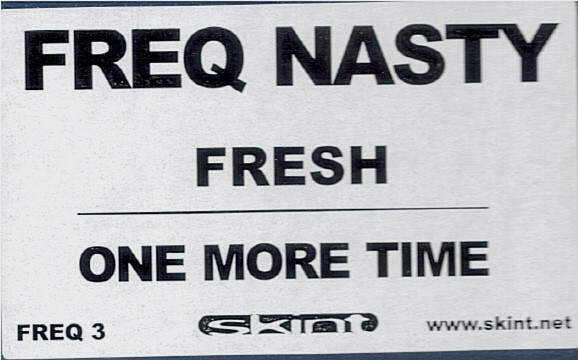 FREQ NASTY
FRESH
ONE MORE TIME
FREQ 3 skint www.skint.net